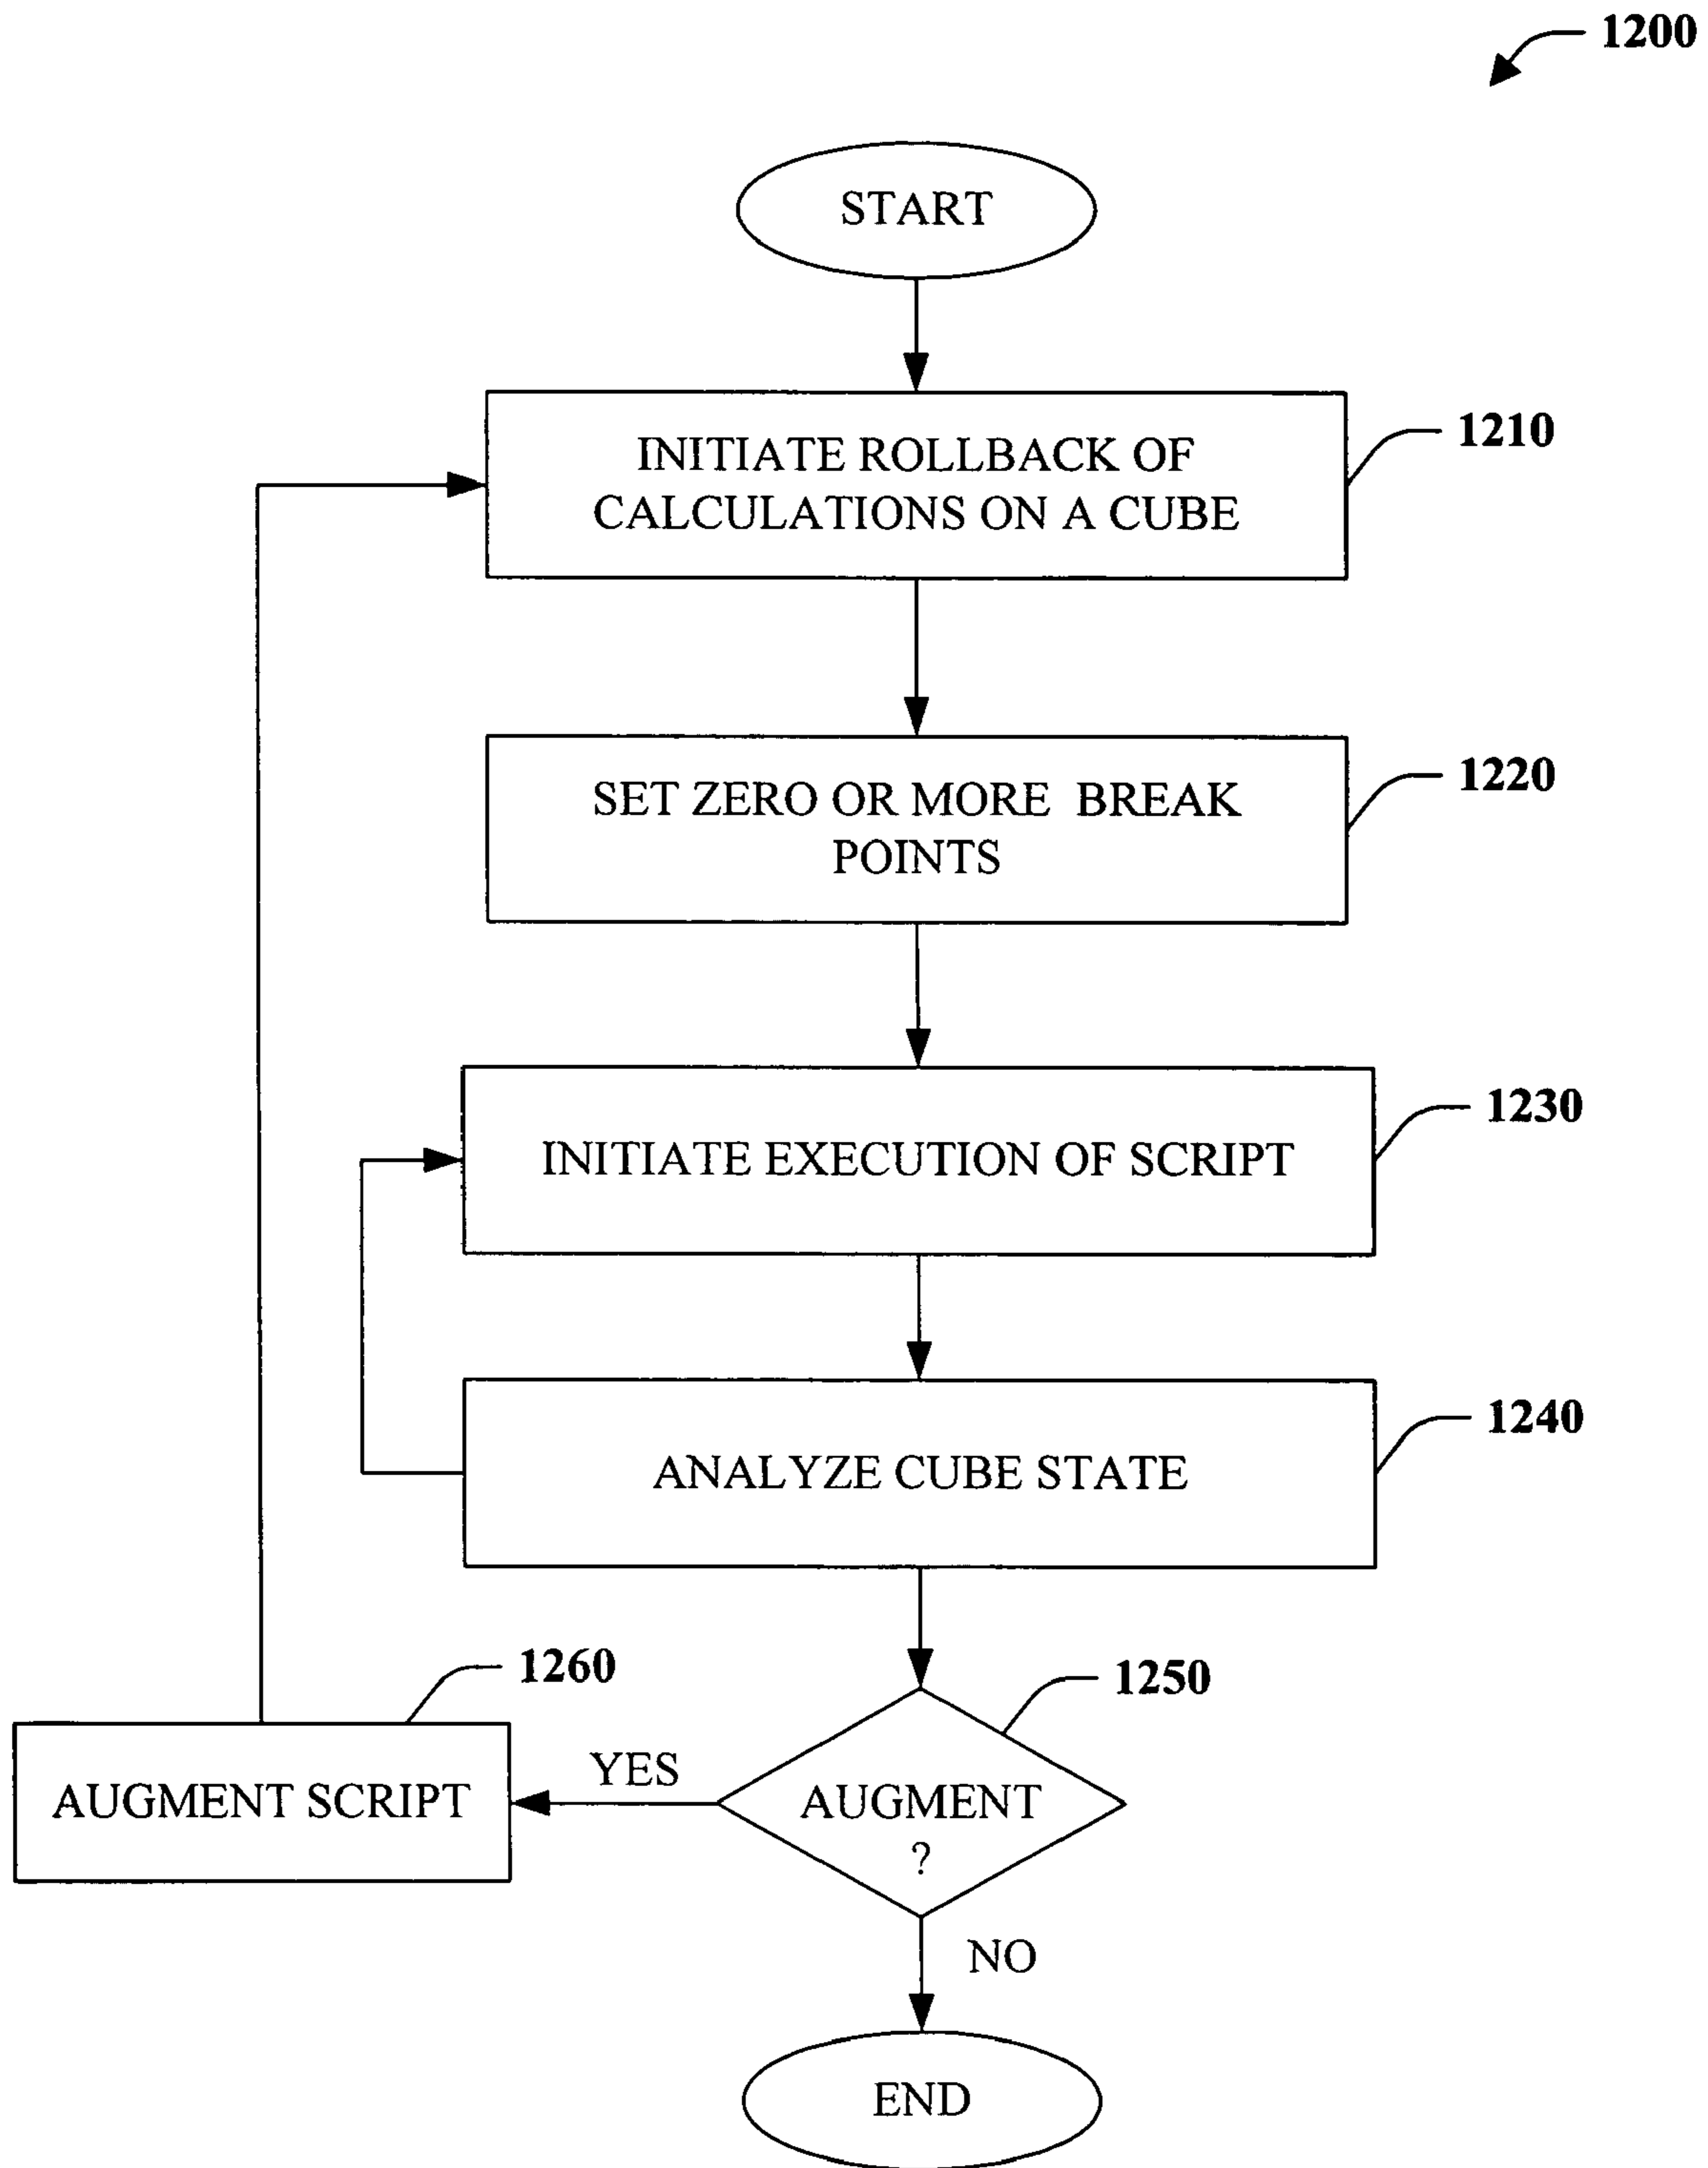 1200
START
INITIATE ROLLBACK OF
CALCULATIONS ON A CUBE
1210
SET ZERO OR MORE BREAK
POINTS
1220
INITIATE EXECUTION OF SCRIPT
1230
ANALYZE CUBE STATE
1240
1260
1250
AUGMENT SCRIPT
YES
AUGMENT
?
NO
END